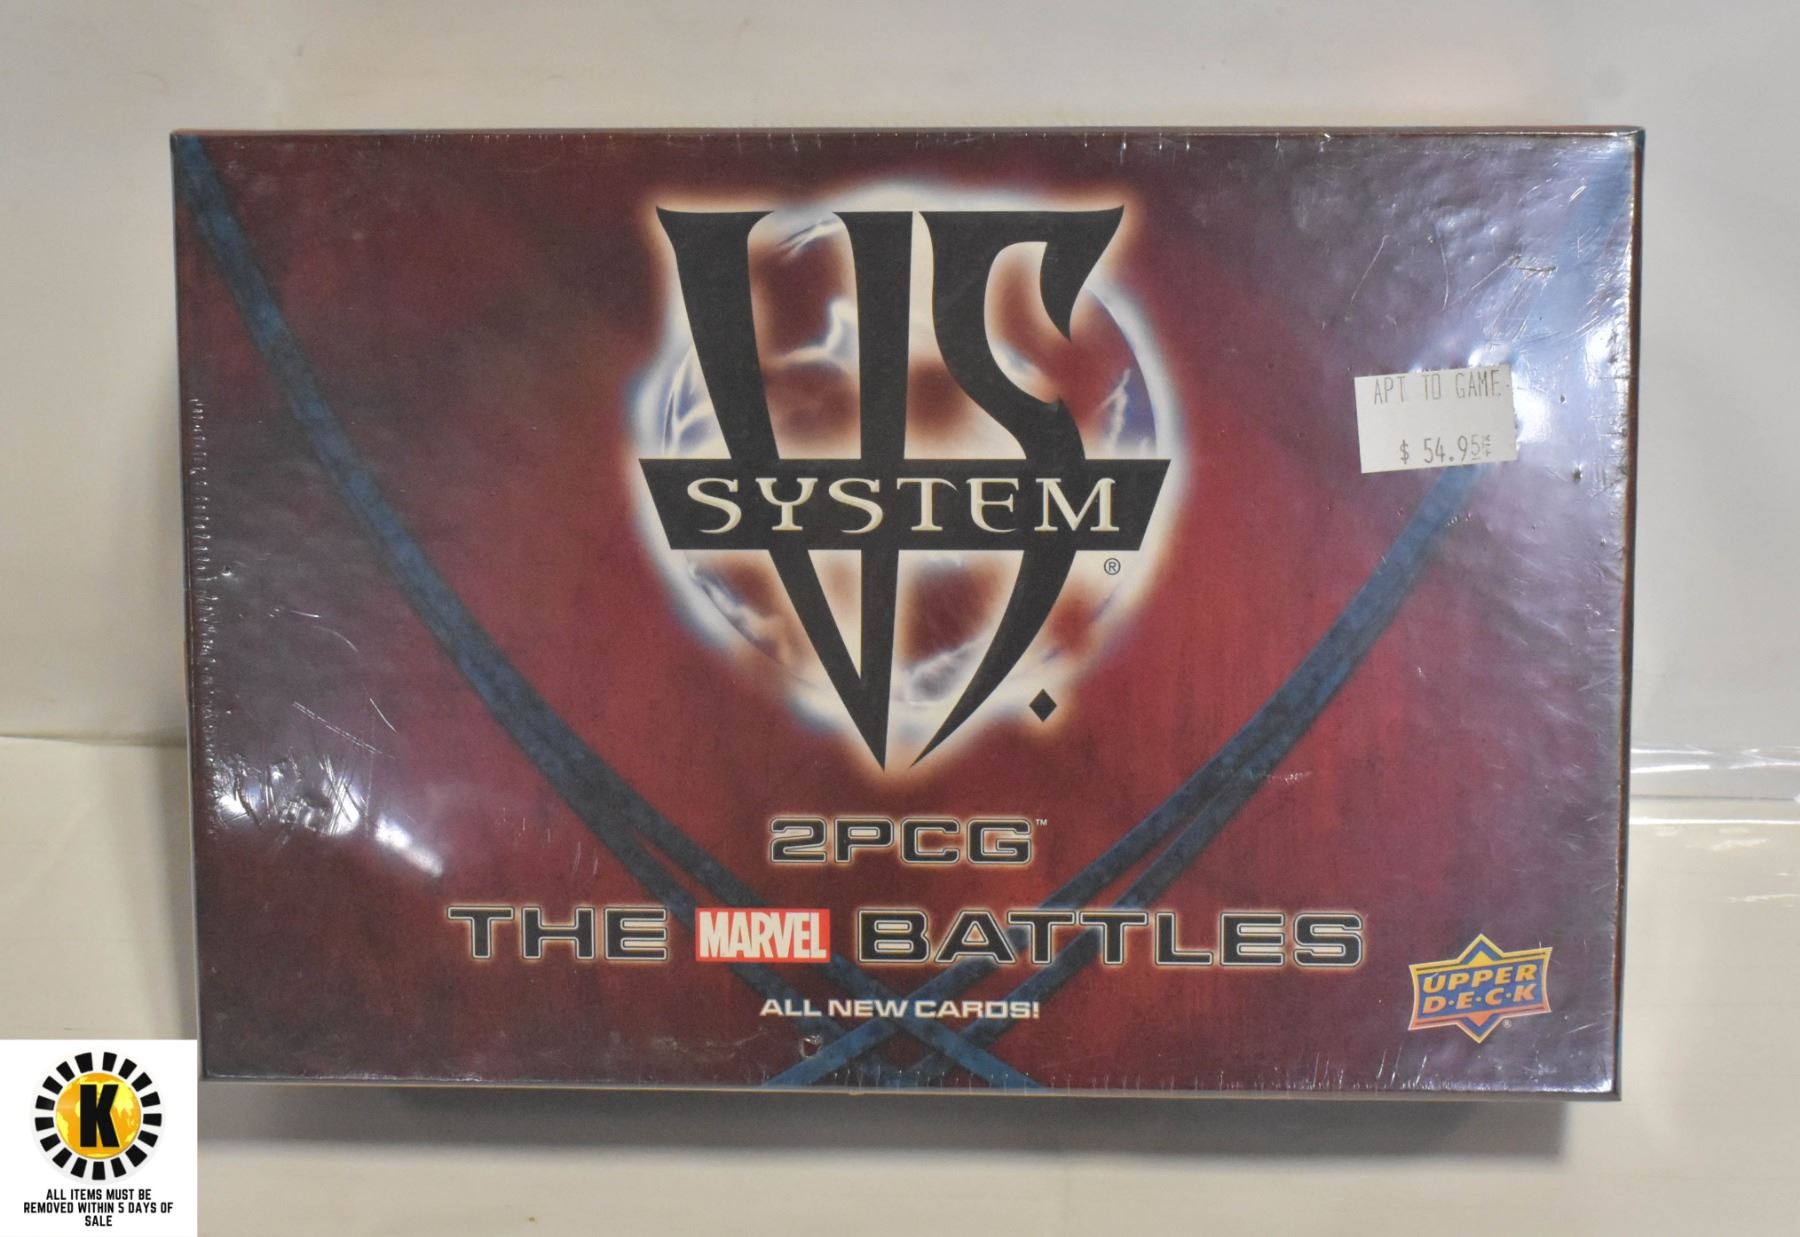 VS.
SYSTEM
®
APT TO GAME
$ 54.95
2PCG™
THE MARVEL BATTLES
ALL NEW CARDS!
UPPER
D·E·C·K
®
K
ALL ITEMS MUST BE
REMOVED WITHIN 5 DAYS OF
SALE